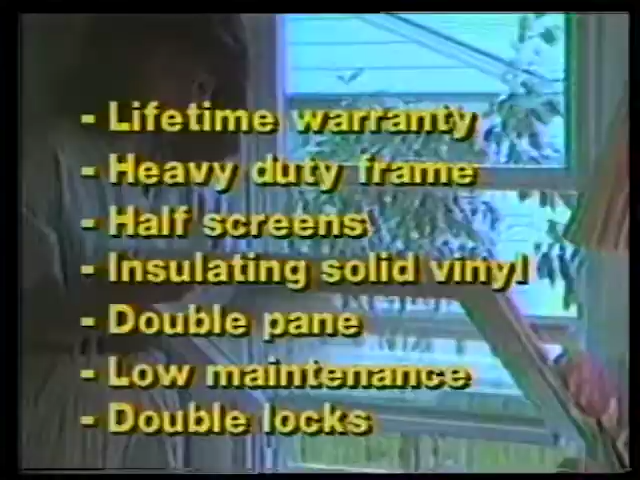 - Lifetime warranty
- Heavy duty frame
- Half screens
- Insulating solid vinyl
- Double pane
- Low maintenance
- Double locks